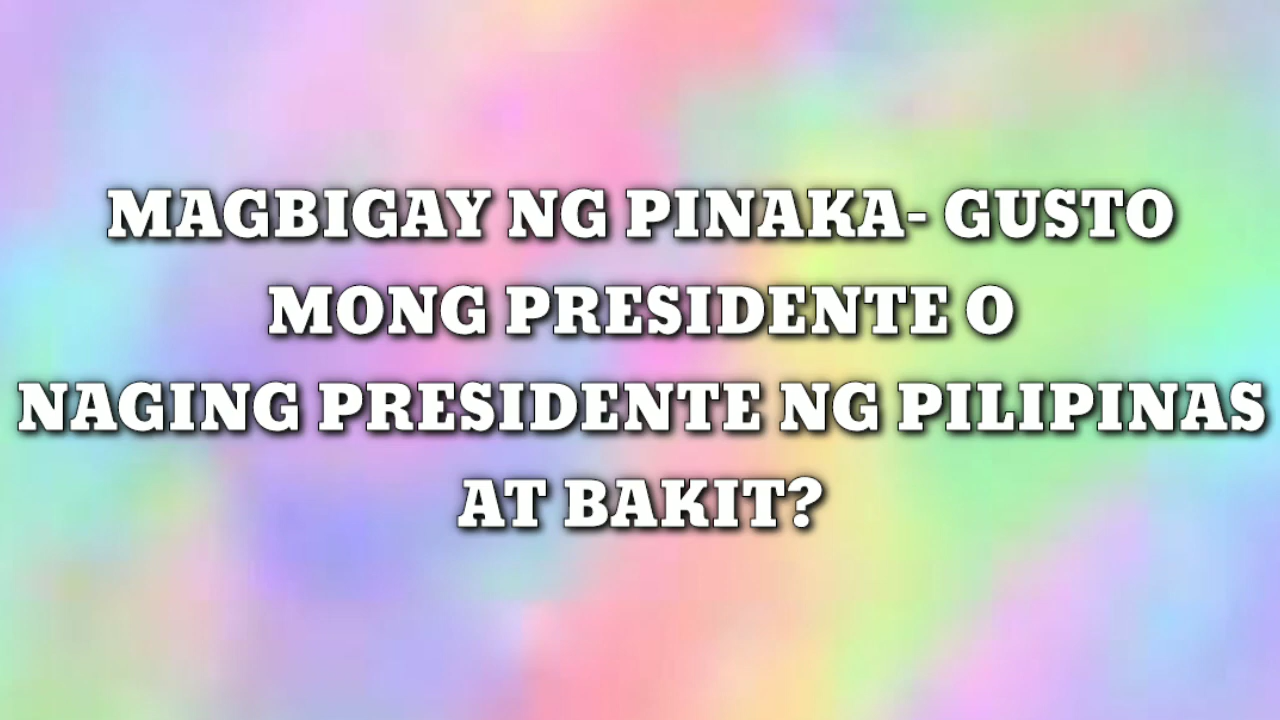 MAGBIGAY NG PINAKA- GUSTO
MONG PRESIDENTE O
NAGING PRESIDENTE NG PILIPINAS
AT BAKIT?